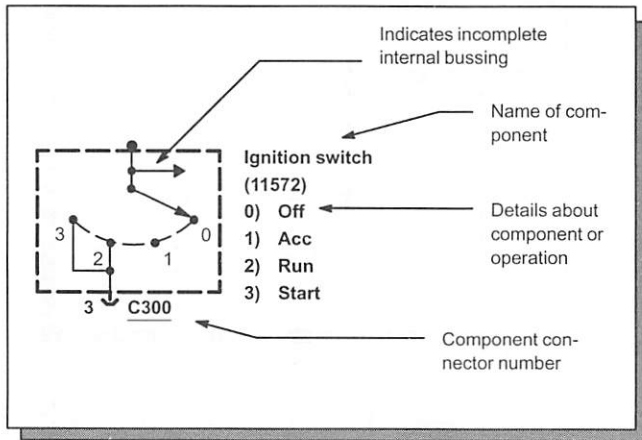 Indicates incomplete
internal bussing
Name of com-
ponent
Ignition switch
(11572)
0) Off
1) Acc
2) Run
3) Start
Details about
component or
operation
3
2
1
0
3 C300
Component con-
nector number